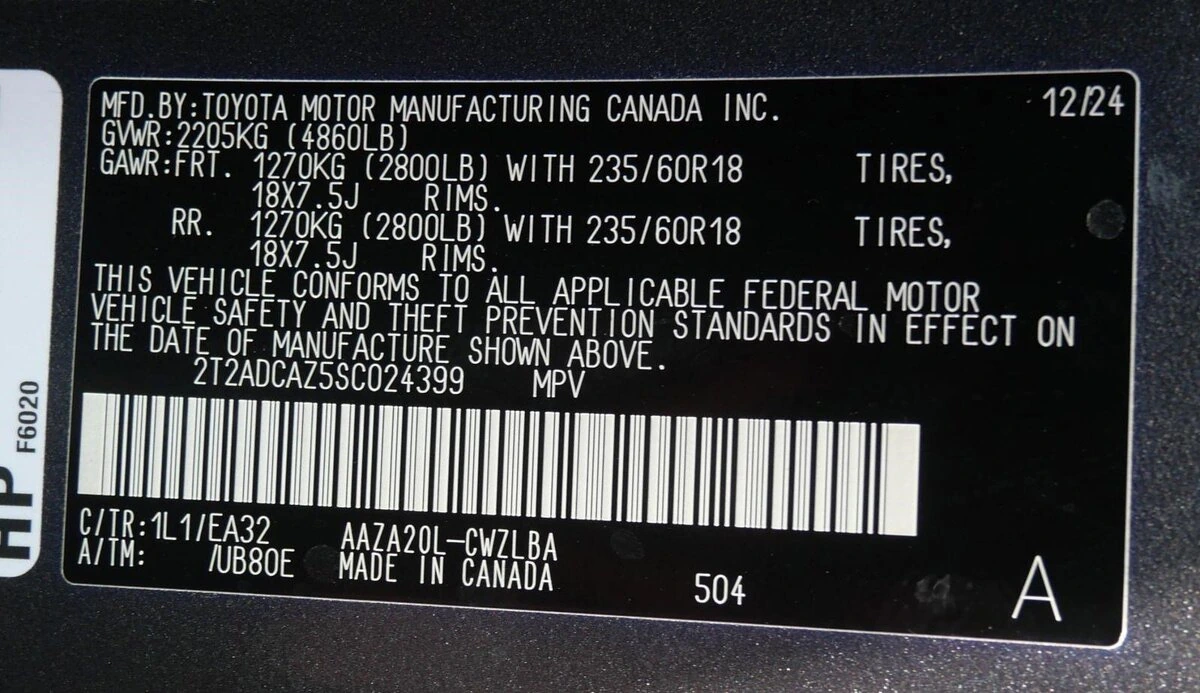 MFD.BY:TOYOTA MOTOR MANUFACTURING CANADA INC. 12/24
GVWR:2205KG (4860LB)
GAWR:FRT. 1270KG (2800LB) WITH 235/60R18 TIRES,
18X7.5J RIMS.
RR. 1270KG (2800LB) WITH 235/60R18 TIRES,
18X7.5J RIMS.
THIS VEHICLE CONFORMS TO ALL APPLICABLE FEDERAL MOTOR
VEHICLE SAFETY AND THEFT PREVENTION STANDARDS IN EFFECT ON
THE DATE OF MANUFACTURE SHOWN ABOVE.
2T2ADCAZ5SC024399 MPV
C/TR:1L1/EA32 AAZA20L-CWZLBA
A/TM: /UB80E MADE IN CANADA
504 A
F6020